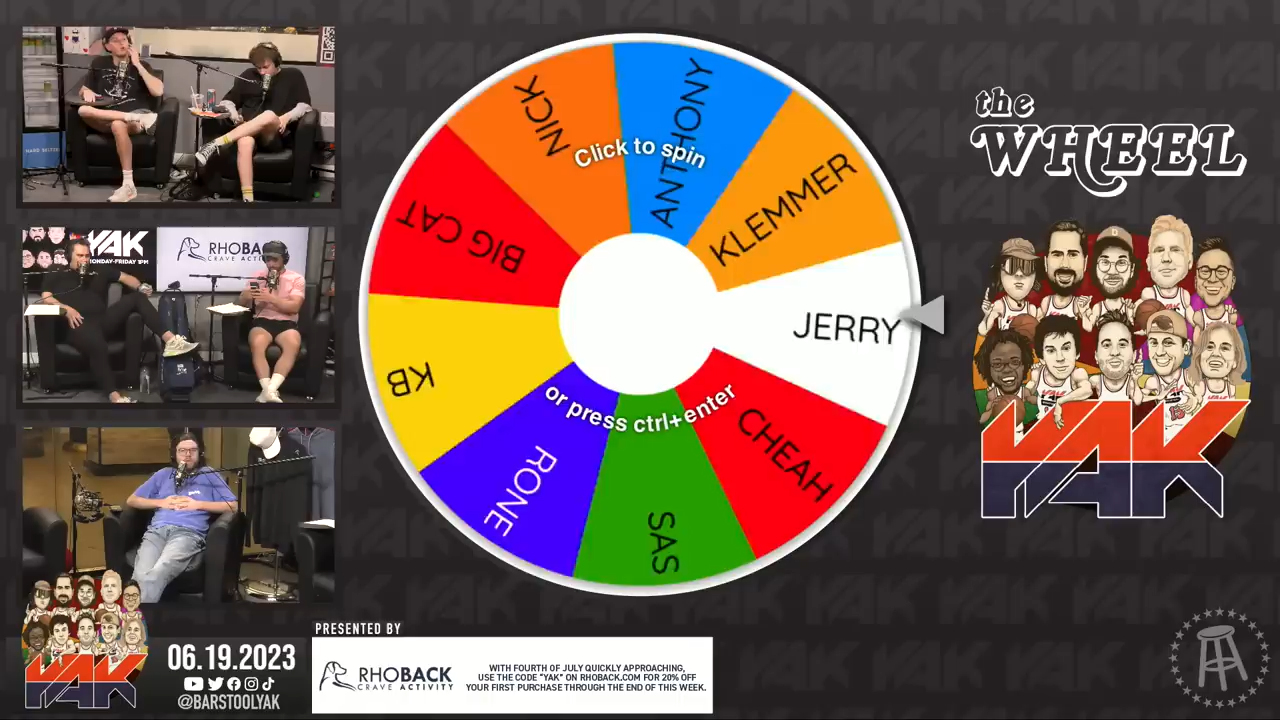 YAK
MONDAY-FRIDAY 1PM
RHOBACK
CRAVE ACTIVITY
HARD SELTZER
NICK
ANTHONY
KLEMMER
JERRY
CHEAH
SAS
RONE
KB
BIG CAT
Click to spin
or press ctrl+enter
the
WHEEL
YAK
YAK
06.19.2023
@BARSTOOLYAK
PRESENTED BY
RHOBACK
CRAVE ACTIVITY
WITH FOURTH OF JULY QUICKLY APPROACHING,
USE THE CODE "YAK" ON RHOBACK.COM FOR 20% OFF
YOUR FIRST PURCHASE THROUGH THE END OF THIS WEEK.